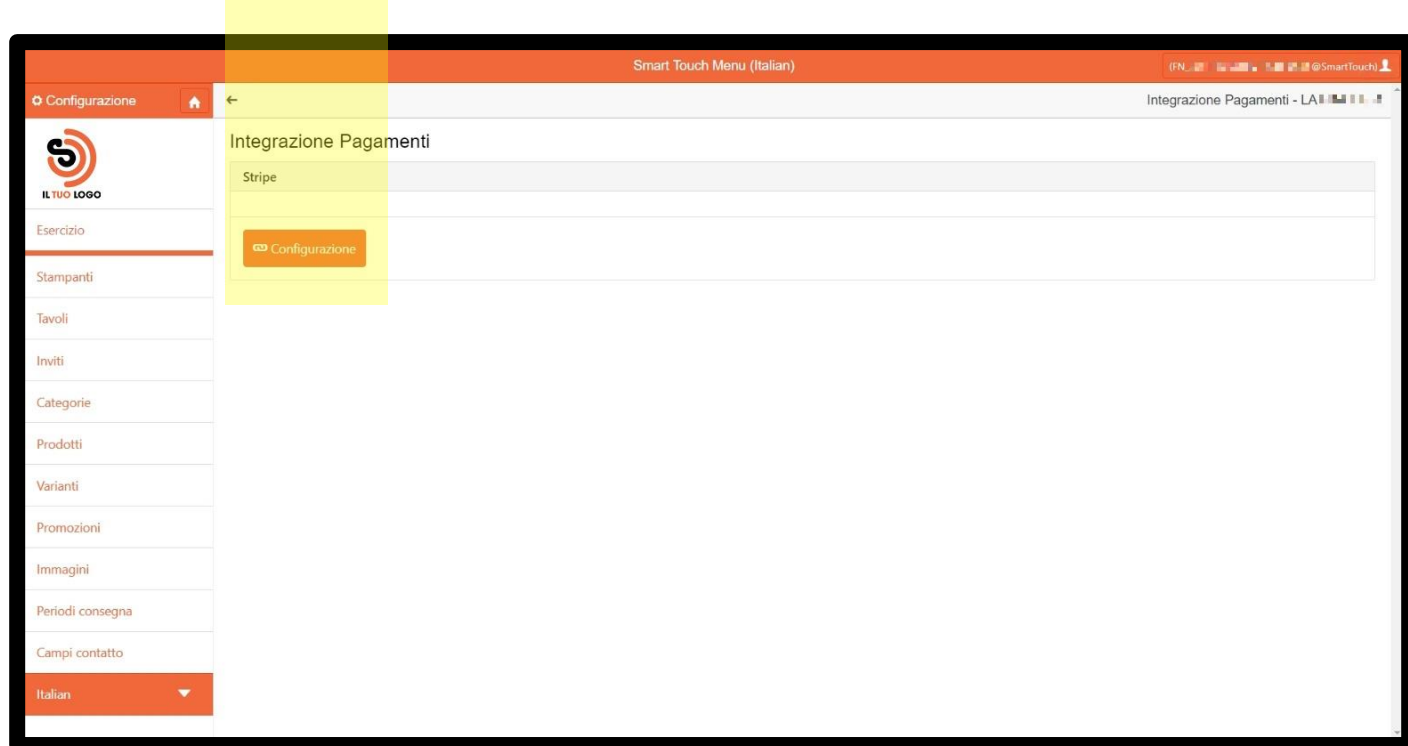 Smart Touch Menu (Italian)
@SmartTouch)
Configurazione
Integrazione Pagamenti - LA
IL TUO LOGO
Integrazione Pagamenti
Stripe
Configurazione
Esercizio
Stampanti
Tavoli
Inviti
Categorie
Prodotti
Varianti
Promozioni
Immagini
Periodi consegna
Campi contatto
Italian